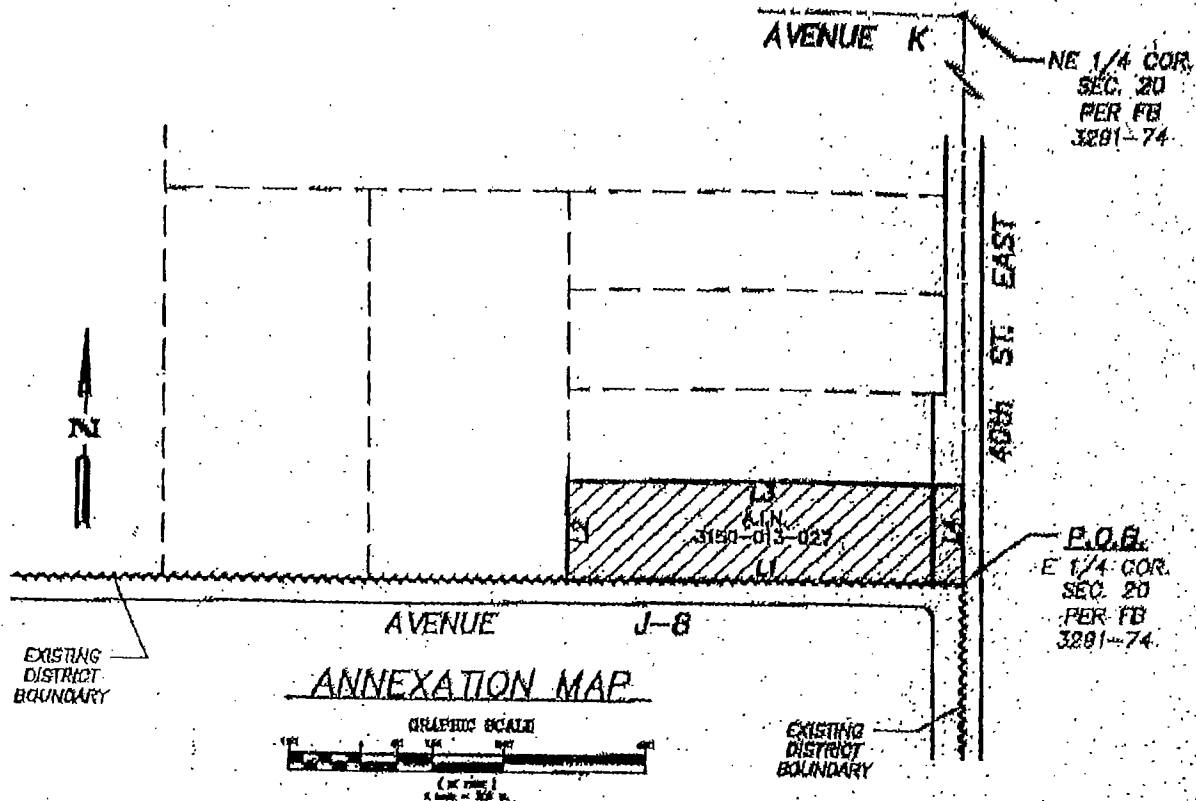 AVENUE K
NE 1/4 COR.
SEC. 20
PER FB
3281-74
40th ST. EAST
N
L3
L2
A.I.N.
3150-013-027
L4
L1
P.O.B.
E 1/4 COR.
SEC. 20
PER FB
3281-74
AVENUE J-8
EXISTING
DISTRICT
BOUNDARY
ANNEXATION MAP
GRAPHIC SCALE
EXISTING
DISTRICT
BOUNDARY